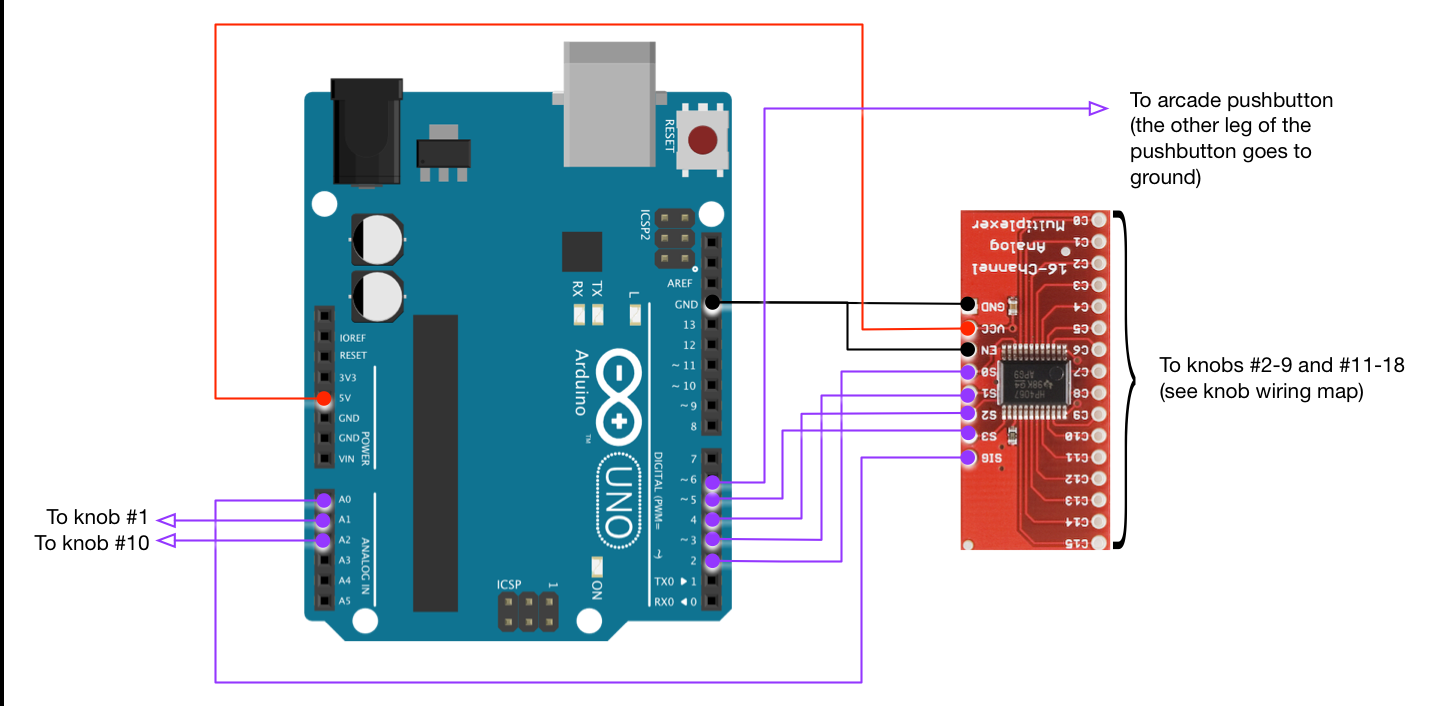 To arcade pushbutton
(the other leg of the
pushbutton goes to
ground)
RESET
ICSP2
AREF
GND
13
12
~ 11
~ 10
~ 9
8
7
~ 6
~ 5
4
~ 3
2
TX0 ▶ 1
RX0 ◀ 0
DIGITAL (PWM= ~)
RX
TX
L
Arduino
TM
UNO
ON
ICSP
1
IOREF
RESET
3V3
5V
GND
GND
VIN
POWER
A0
A1
A2
A3
A4
A5
ANALOG IN
To knob #1
To knob #10
16-Channel
Analog
Multiplexer
GND
VCC
EN
S0
S1
S2
S3
SIG
C0
C1
C2
C3
C4
C5
C6
C7
C8
C9
C10
C11
C12
C13
C14
C15
HP4067
To knobs #2-9 and #11-18
(see knob wiring map)